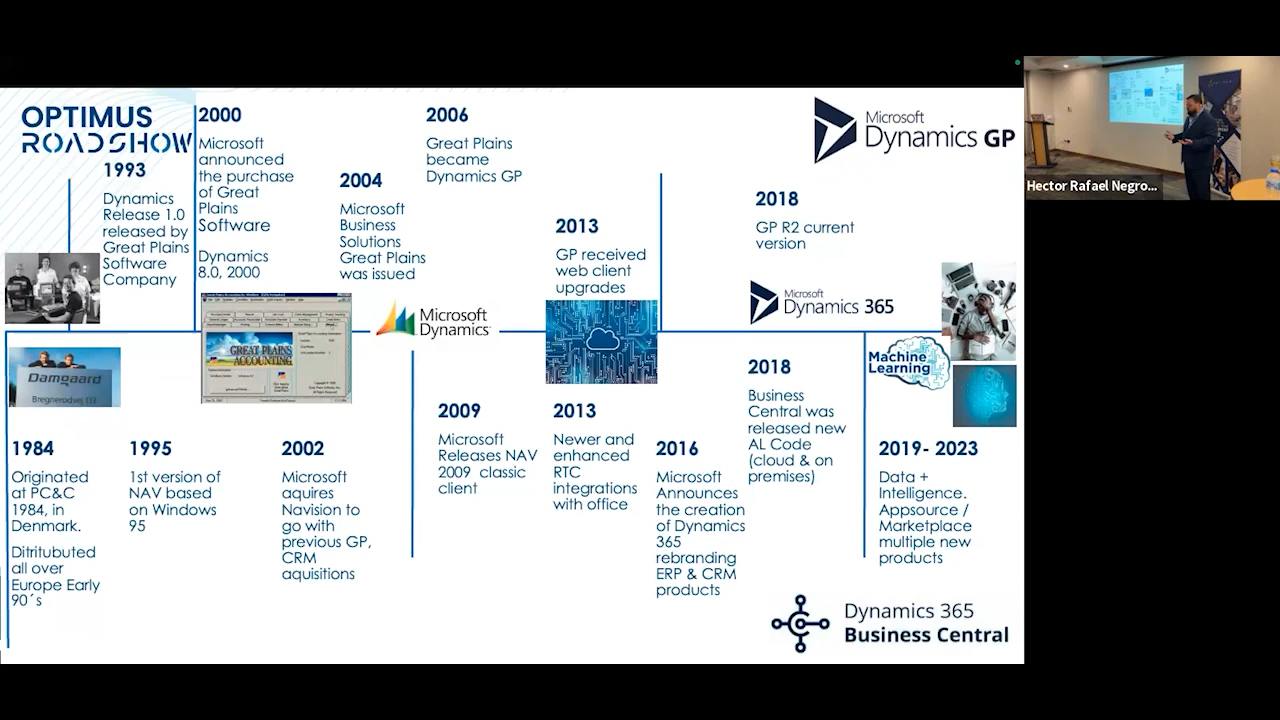 OPTIMUS
ROADSHOW
1993
Dynamics
Release 1.0
released by
Great Plains
Software
Company
2000
Microsoft
announced
the purchase
of Great
Plains
Software
Dynamics
8.0, 2000
2004
Microsoft
Business
Solutions
Great Plains
was issued
2006
Great Plains
became
Dynamics GP
2013
GP received
web client
upgrades
Microsoft
Dynamics GP
2018
GP R2 current
version
Microsoft
Dynamics 365
Microsoft
Dynamics
GREAT PLAINS
ACCOUNTING
Damgaard
Bregnerødvej 133
Machine
Learning
1984
Originated
at PC&C
1984, in
Denmark.
Ditritubuted
all over
Europe Early
90´s
1995
1st version of
NAV based
on Windows
95
2002
Microsoft
aquires
Navision to
go with
previous GP,
CRM
aquisitions
2009
Microsoft
Releases NAV
2009 classic
client
2013
Newer and
enhanced
RTC
integrations
with office
2016
Microsoft
Announces
the creation
of Dynamics
365
rebranding
ERP & CRM
products
2018
Business
Central was
released new
AL Code
(cloud & on
premises)
2019- 2023
Data +
Intelligence.
Appsource /
Marketplace
multiple new
products
Dynamics 365
Business Central
Hector Rafael Negro...